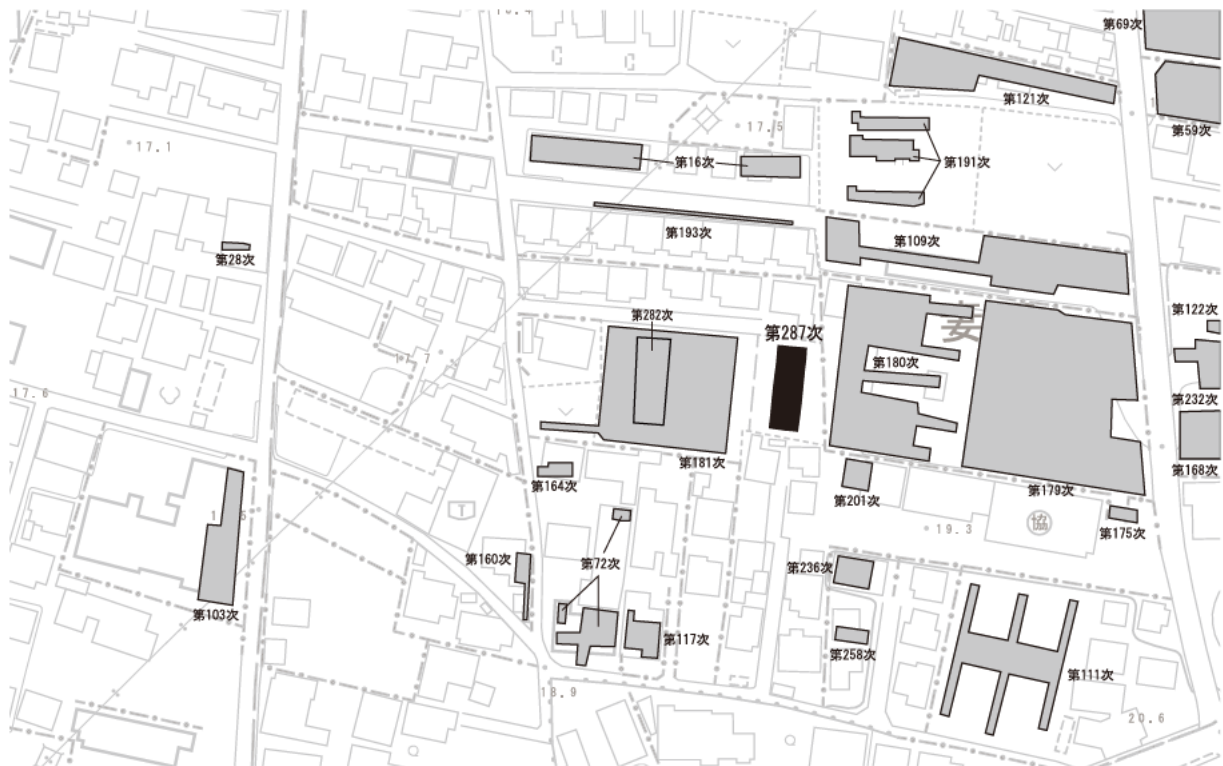 第69次
第121次
第59次
17.5
17.1
第16次
第191次
第193次
第109次
第28次
第282次
第287次
第122次
姜
第180次
17.6
第232次
第181次
第168次
第164次
第179次
第201次
協
19.3
第175次
第160次
第72次
第236次
第103次
第117次
第258次
第111次
18.9
20.6